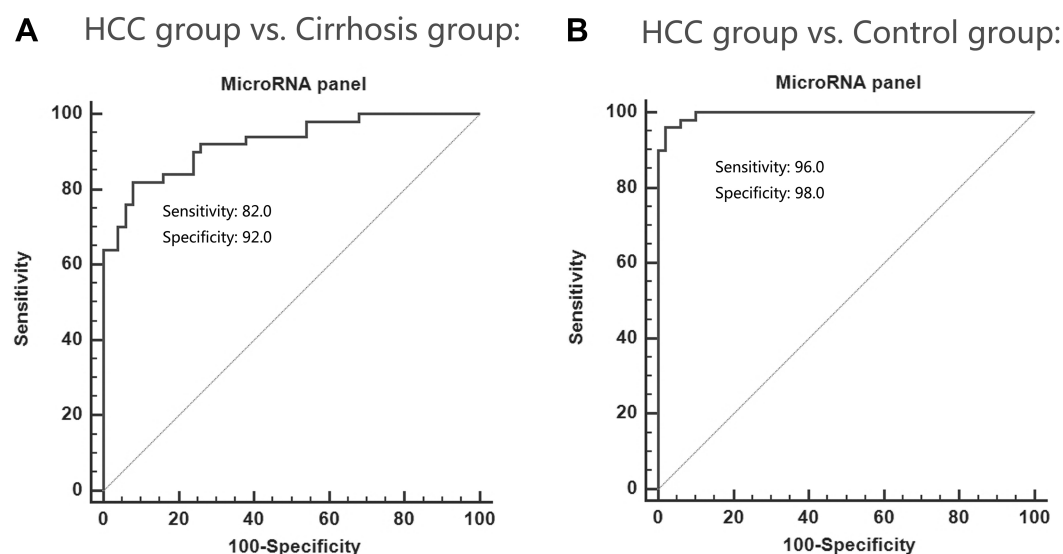 A
HCC group vs. Cirrhosis group:
MicroRNA panel
100
80
60
40
20
0
Sensitivity
Sensitivity: 82.0
Specificity: 92.0
0 20 40 60 80 100
100-Specificity
B
HCC group vs. Control group:
MicroRNA panel
100
80
60
40
20
0
Sensitivity
Sensitivity: 96.0
Specificity: 98.0
0 20 40 60 80 100
100-Specificity